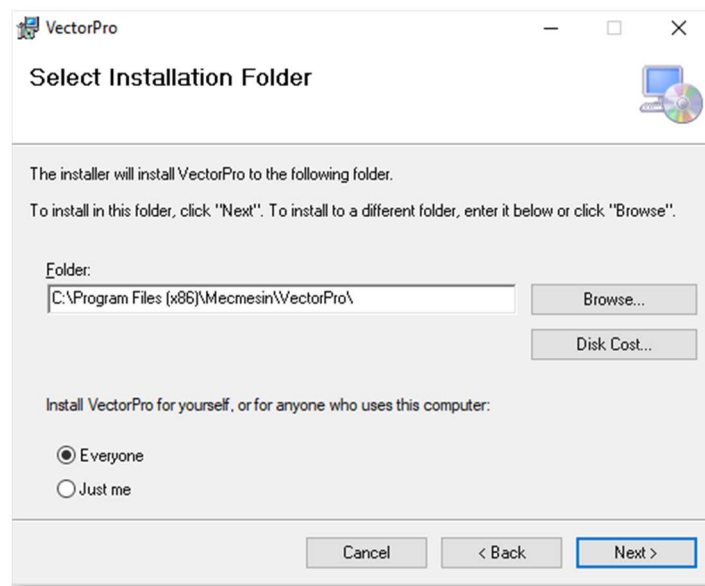 VectorPro
Select Installation Folder
The installer will install VectorPro to the following folder.
To install in this folder, click "Next". To install to a different folder, enter it below or click "Browse".
Folder:
C:\Program Files (x86)\Mecmesin\VectorPro\
Browse...
Disk Cost...
Install VectorPro for yourself, or for anyone who uses this computer:
Everyone
Just me
Cancel
< Back
Next >